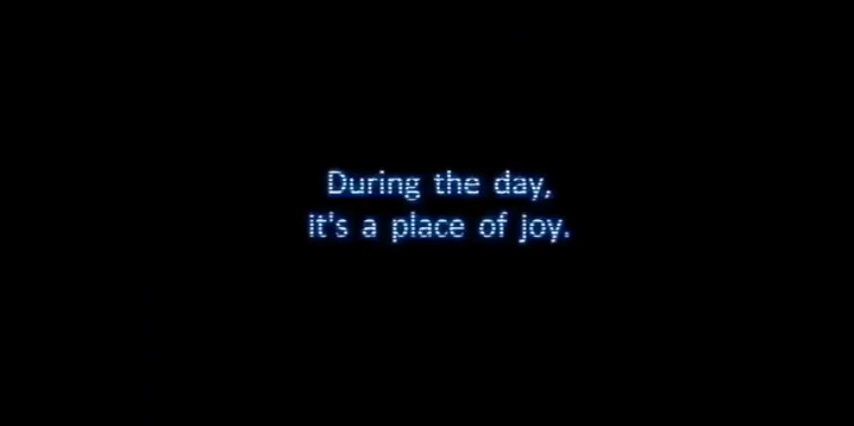 During the day,
it's a place of joy.